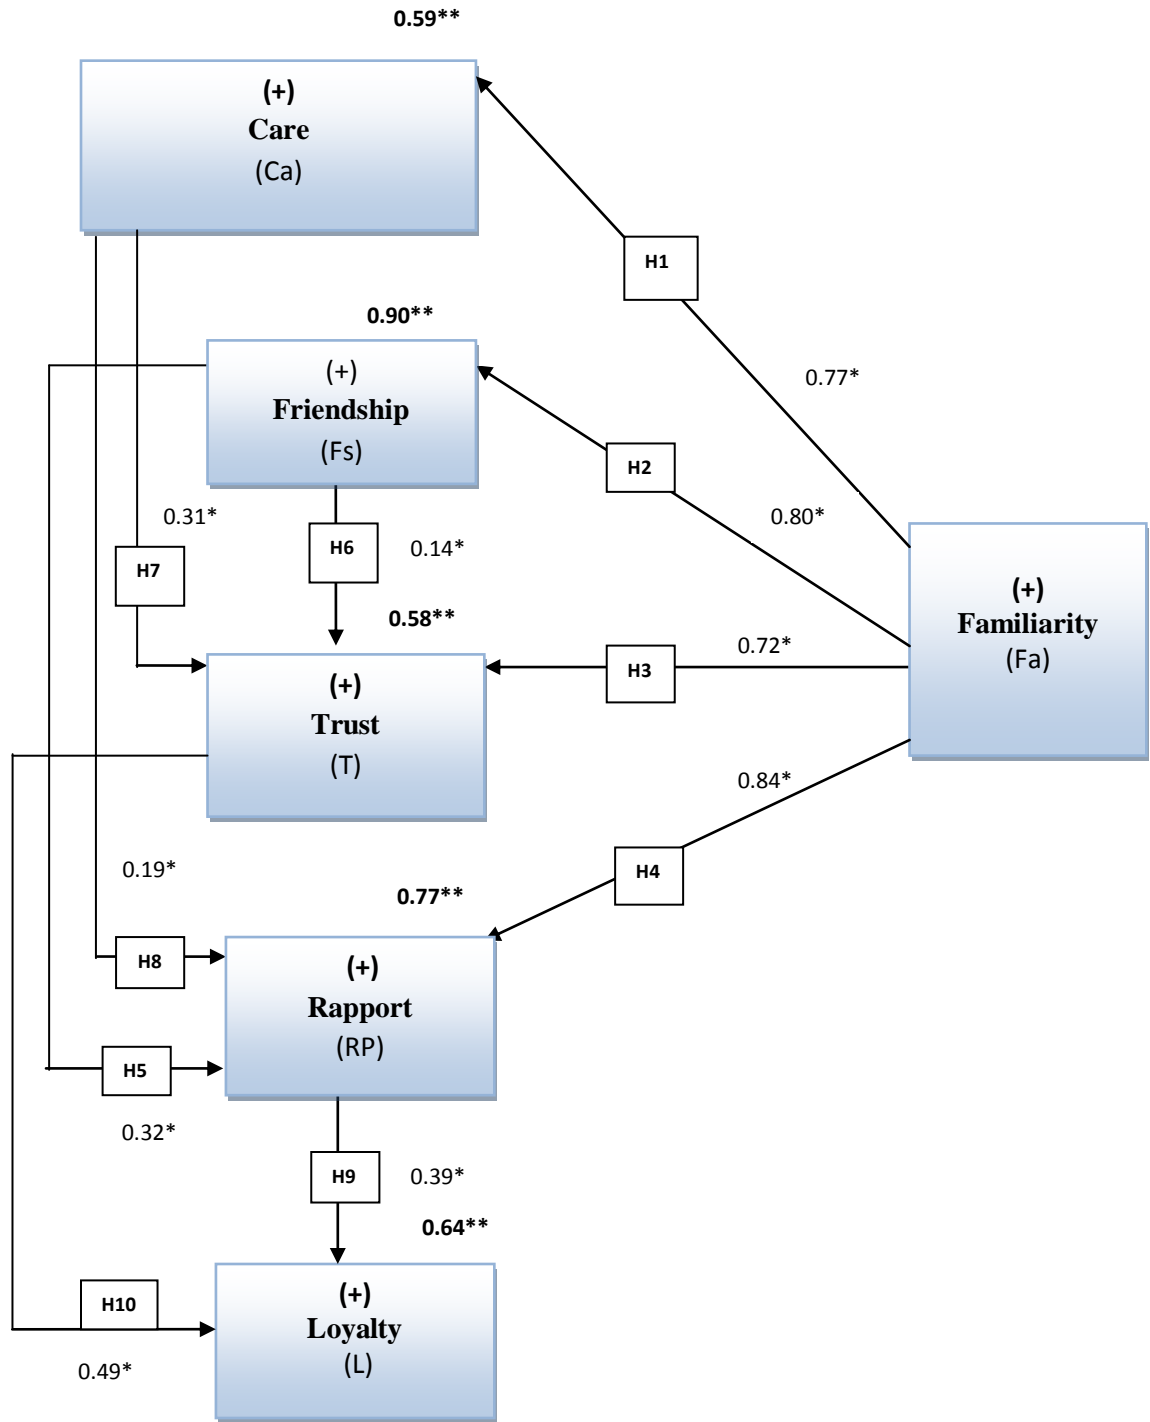 0.59**
(+)
Care
(Ca)
H1
0.90**
0.77*
(+)
Friendship
(Fs)
H2
0.31*
0.80*
H6
0.14*
H7
(+)
Familiarity
(Fa)
0.58**
0.72*
H3
(+)
Trust
(T)
0.84*
0.19*
H4
0.77**
H8
(+)
Rapport
(RP)
H5
0.32*
H9
0.39*
0.64**
(+)
Loyalty
(L)
H10
0.49*